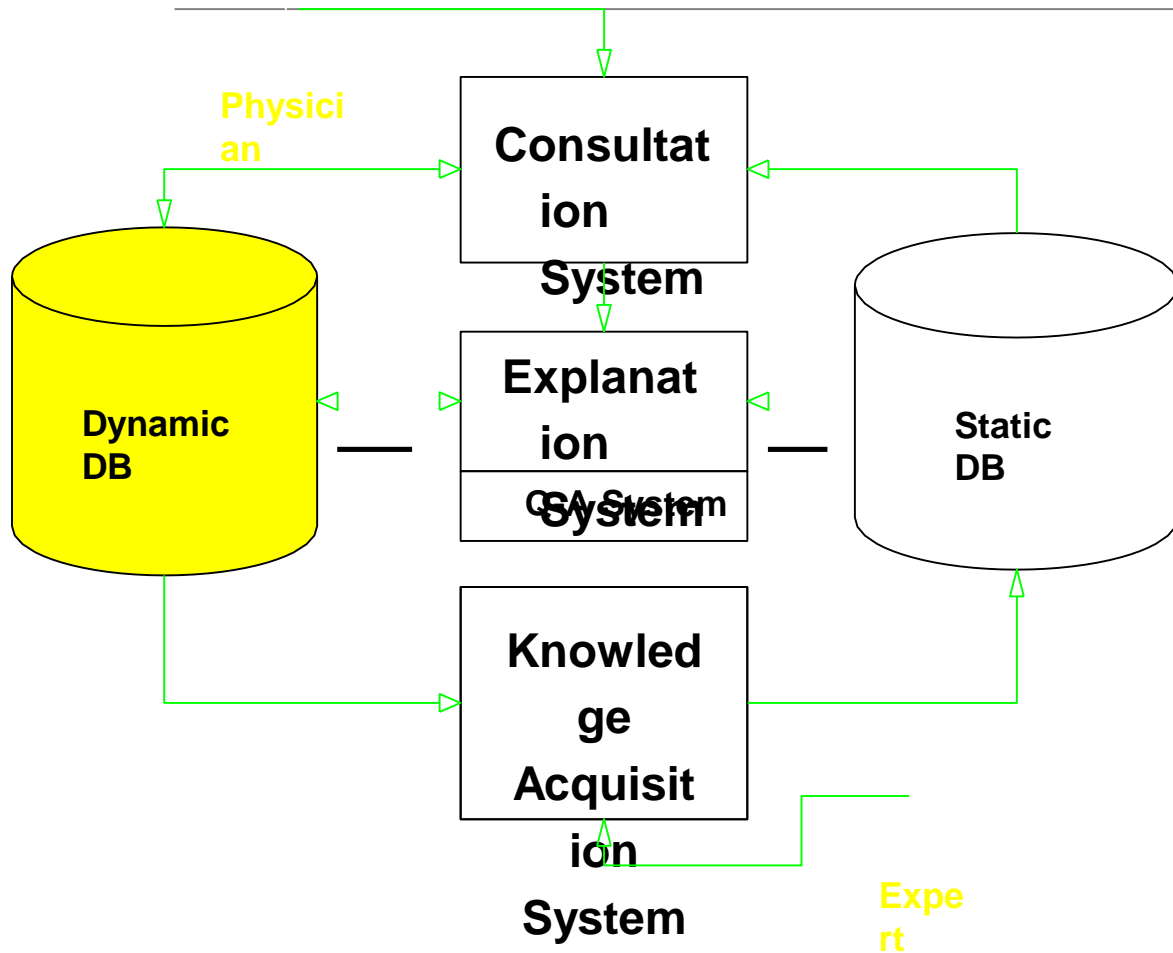 Physici
an
Consultat
ion
System
Explanat
ion
System
Q-A System
Dynamic
DB
Static
DB
Knowled
ge
Acquisit
ion
System
Expe
rt